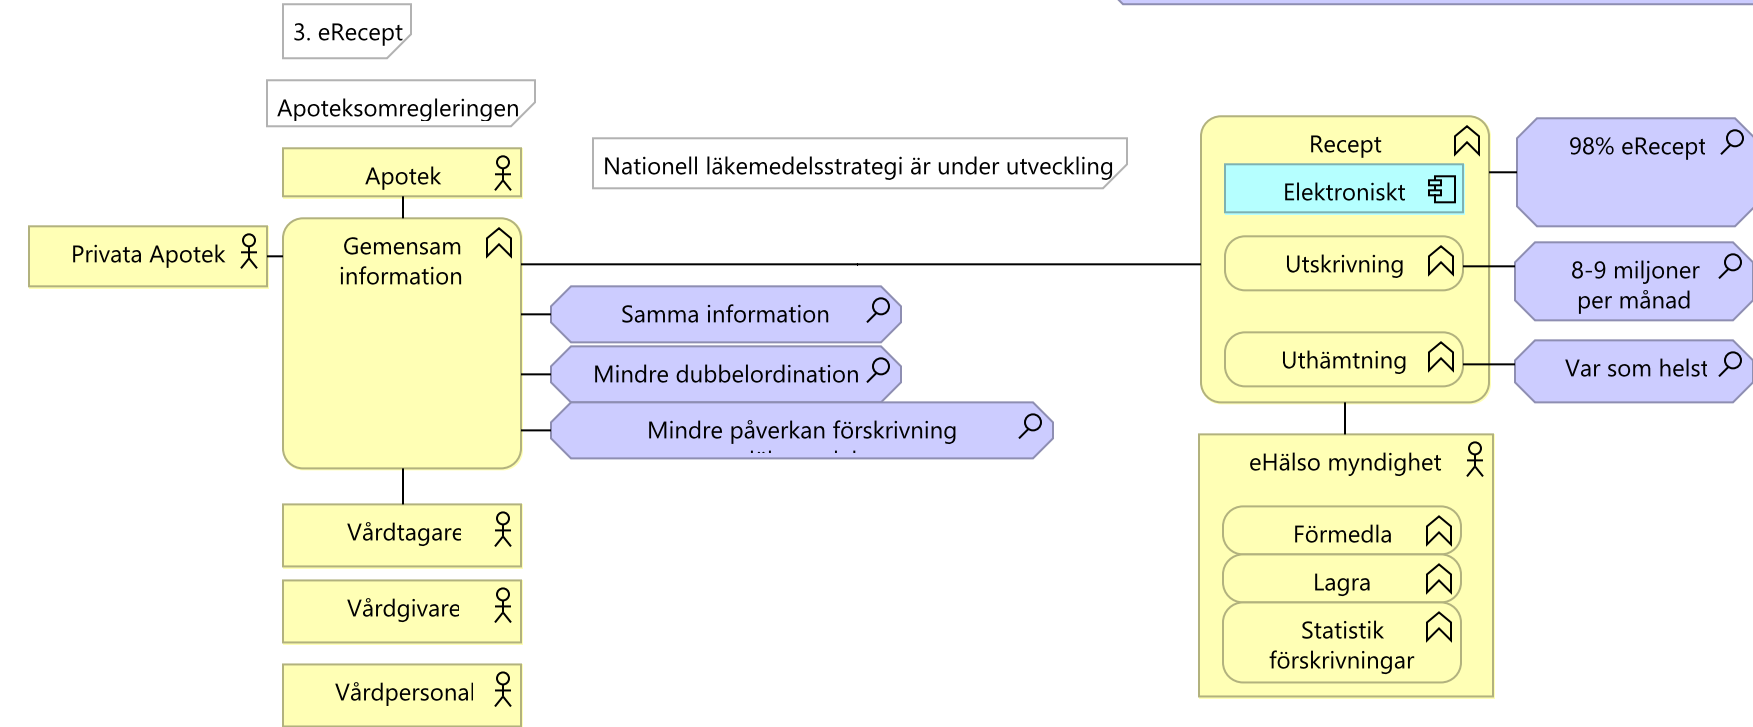 3. eRecept
Apoteksomregleringen
Nationell läkemedelsstrategi är under utveckling
Apotek
Privata Apotek
Gemensam
information
Samma information
Mindre dubbelordination
Mindre påverkan förskrivning
Vårdtagare
Vårdgivare
Vårdpersonal
Recept
Elektroniskt
Utskrivning
Uthämtning
98% eRecept
8-9 miljoner
per månad
Var som helst
eHälso myndighet
Förmedla
Lagra
Statistik
förskrivningar